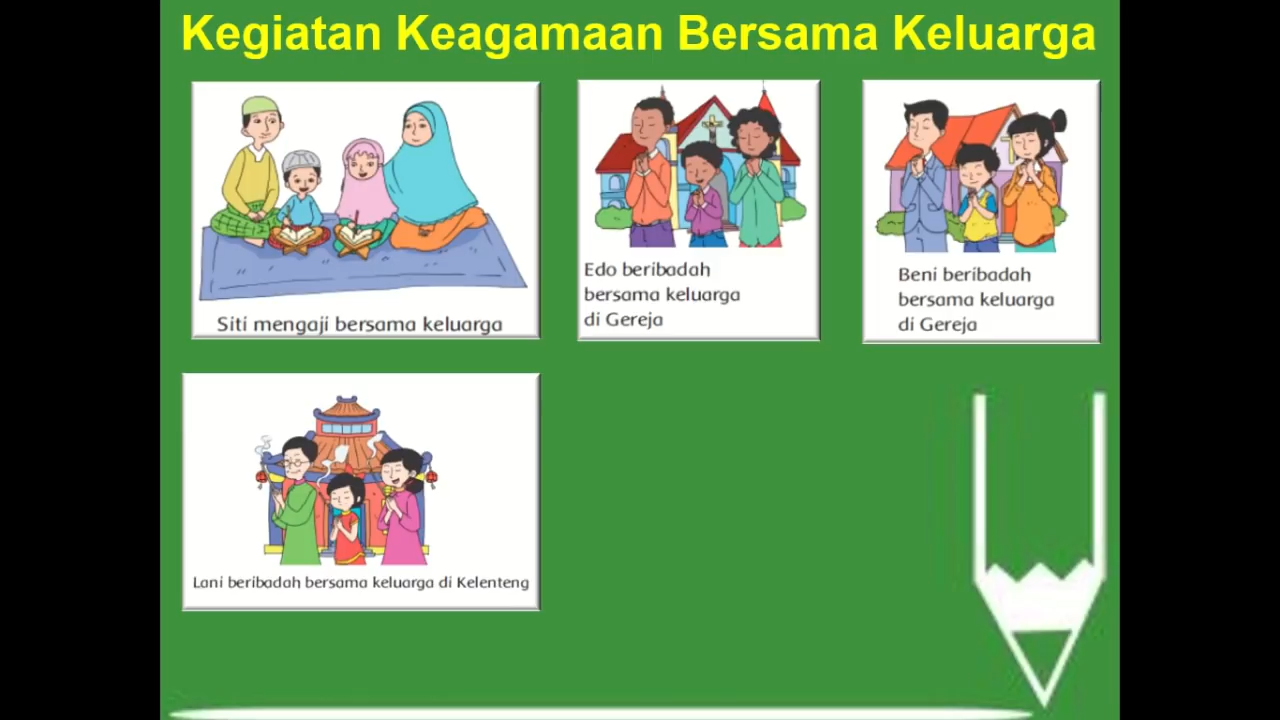 Kegiatan Keagamaan Bersama Keluarga
Siti mengaji bersama keluarga
Edo beribadah
bersama keluarga
di Gereja
Beni beribadah
bersama keluarga
di Gereja
Lani beribadah bersama keluarga di Kelenteng